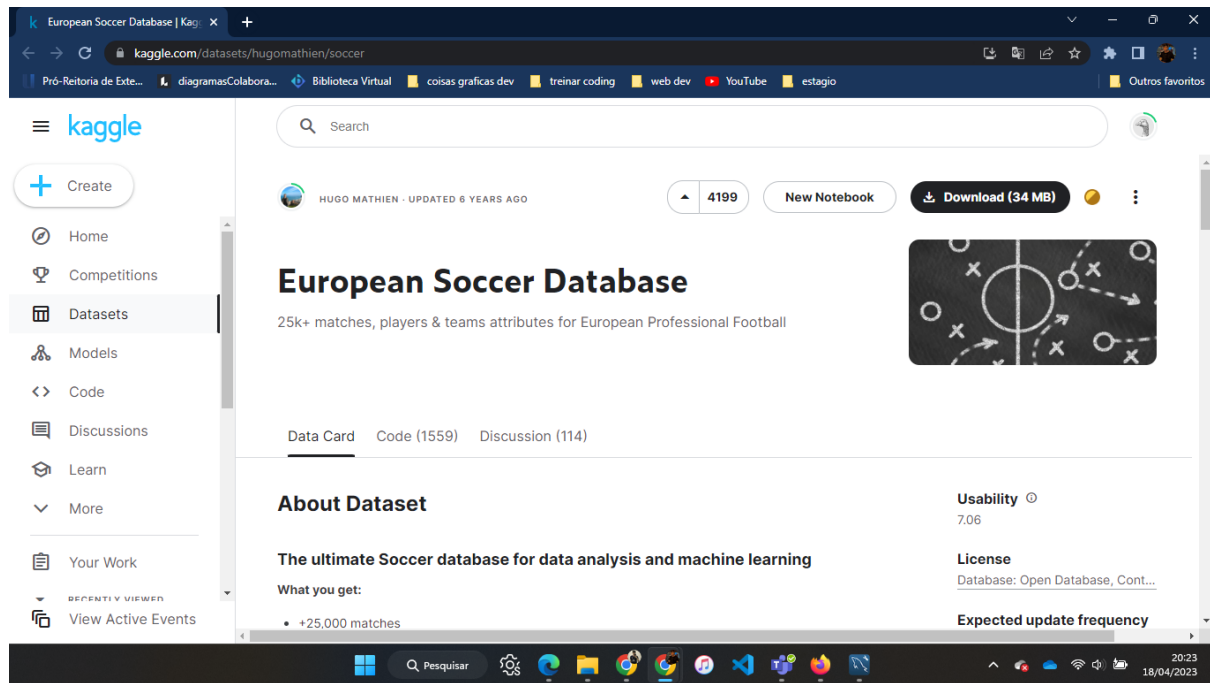 European Soccer Database | Kag
kaggle.com/datasets/hugomathien/soccer
Pró-Reitoria de Exte... diagramasColabora... Biblioteca Virtual coisas graficas dev treinar coding web dev YouTube estagio Outros favoritos
kaggle
Search
Create
HUGO MATHIEN · UPDATED 6 YEARS AGO
4199
New Notebook
Download (34 MB)
Home
Competitions
Datasets
Models
Code
Discussions
Learn
More
Your Work
RECENTLY VIEWED
View Active Events
European Soccer Database
25k+ matches, players & teams attributes for European Professional Football
Data Card Code (1559) Discussion (114)
About Dataset
The ultimate Soccer database for data analysis and machine learning
What you get:
• +25,000 matches
Usability
7.06
License
Database: Open Database, Cont...
Expected update frequency
Pesquisar
20:23
18/04/2023